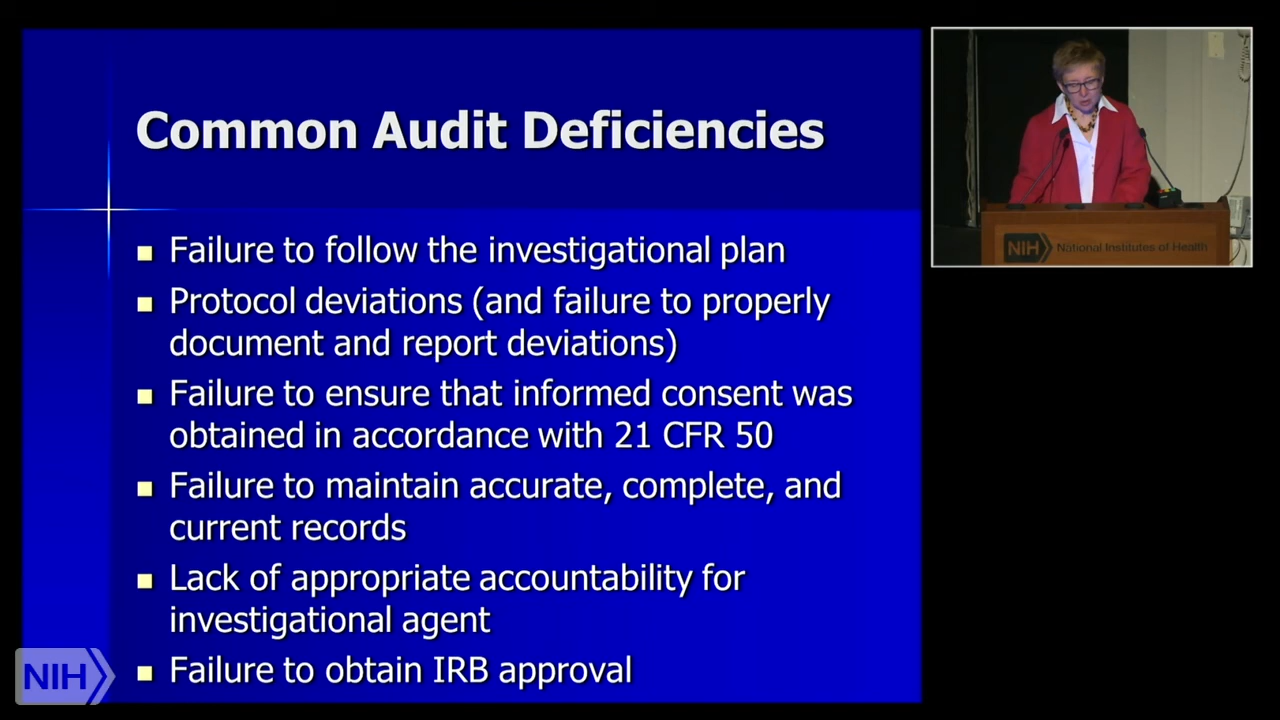 Common Audit Deficiencies
Failure to follow the investigational plan
Protocol deviations (and failure to properly
document and report deviations)
Failure to ensure that informed consent was
obtained in accordance with 21 CFR 50
Failure to maintain accurate, complete, and
current records
Lack of appropriate accountability for
investigational agent
Failure to obtain IRB approval
NIH
NIH National Institutes of Health